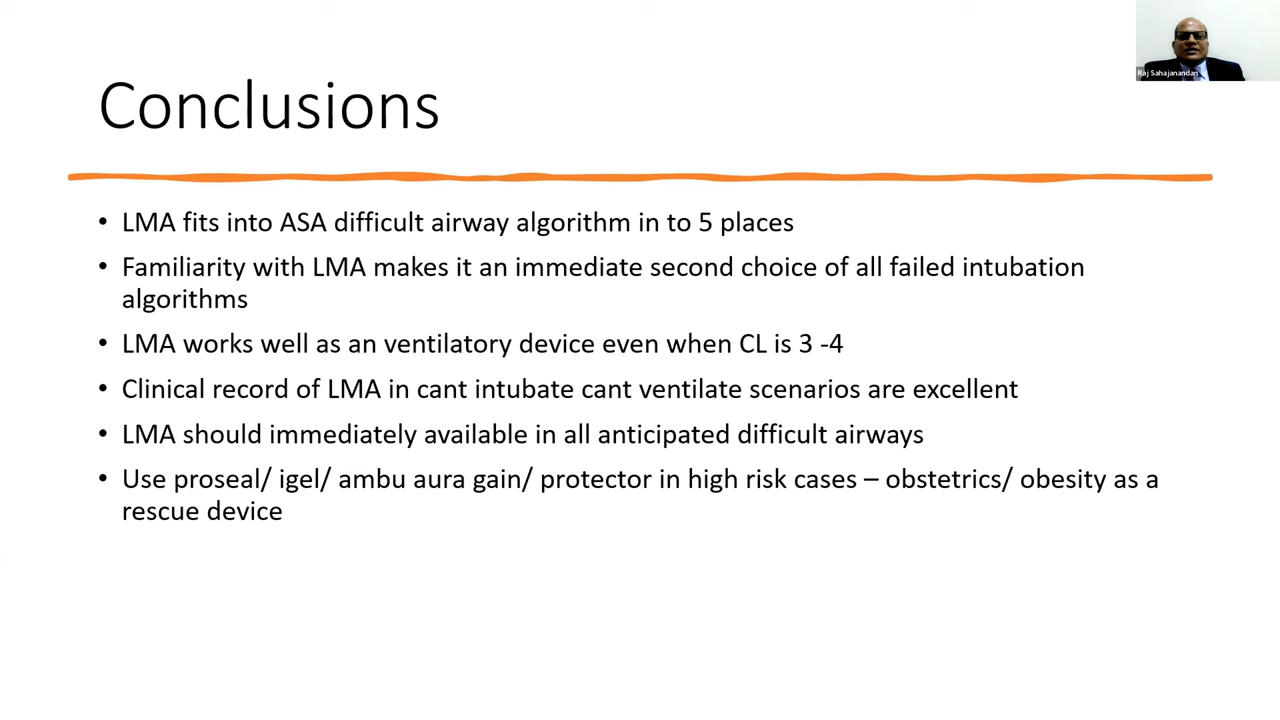 Raj Sahajanandan
Conclusions
• LMA fits into ASA difficult airway algorithm in to 5 places
• Familiarity with LMA makes it an immediate second choice of all failed intubation
algorithms
• LMA works well as an ventilatory device even when CL is 3 -4
• Clinical record of LMA in cant intubate cant ventilate scenarios are excellent
• LMA should immediately available in all anticipated difficult airways
• Use proseal/ igel/ ambu aura gain/ protector in high risk cases – obstetrics/ obesity as a
rescue device